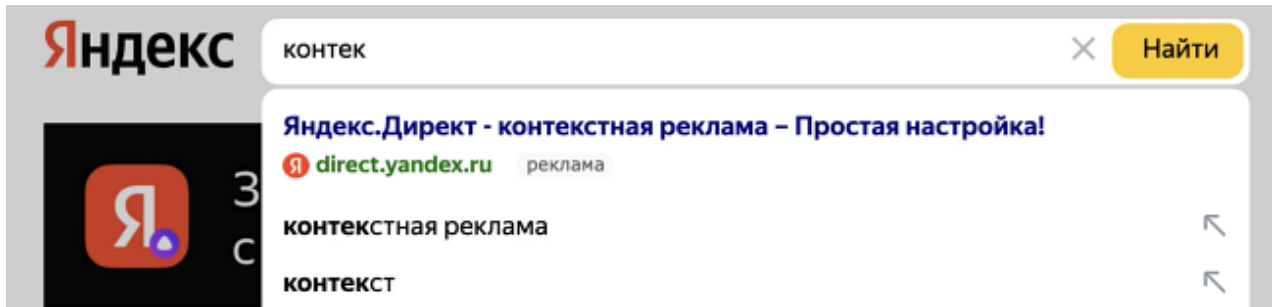 Яндекс контек Найти
Яндекс.Директ - контекстная реклама – Простая настройка!
Я direct.yandex.ru реклама
Я З
с
контекстная реклама
контекст